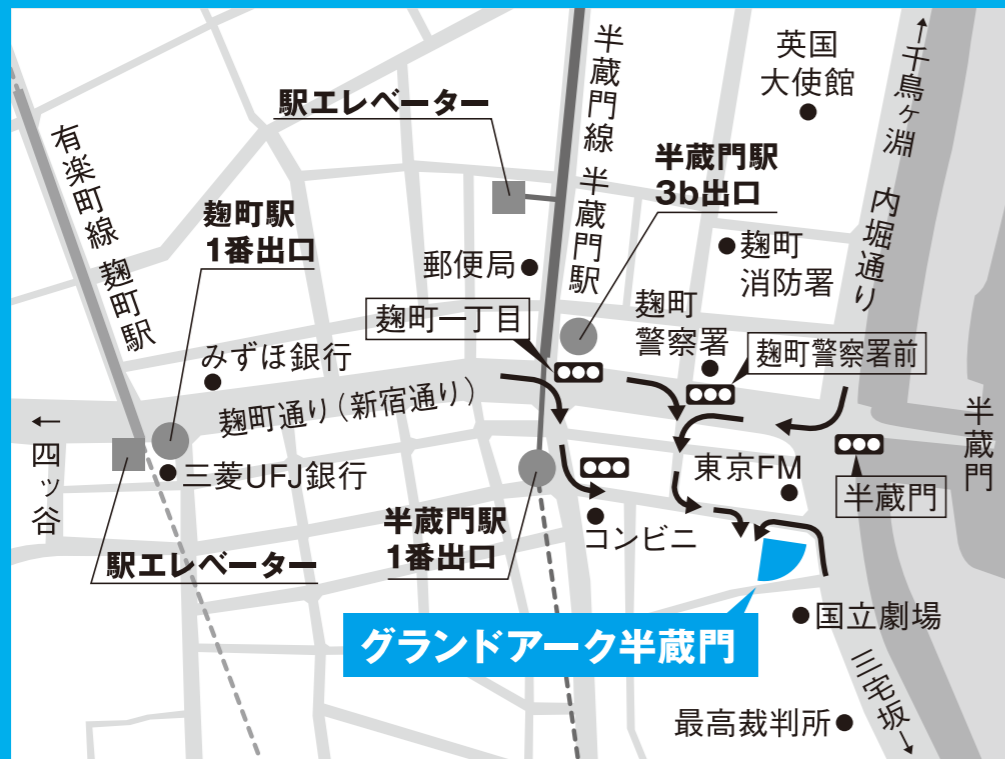 英国
大使館
↑千鳥ヶ淵
内堀通り
半蔵門線 半蔵門駅
駅エレベーター
有楽町線 麹町駅
半蔵門駅
3b出口
麹町駅
1番出口
麹町
消防署
郵便局
麹町一丁目
麹町
警察署
麹町警察署前
みずほ銀行
麹町通り（新宿通り）
半蔵門
←四ッ谷
三菱UFJ銀行
東京FM
半蔵門
半蔵門駅
1番出口
コンビニ
駅エレベーター
グランドアーク半蔵門
国立劇場
三宅坂→
最高裁判所